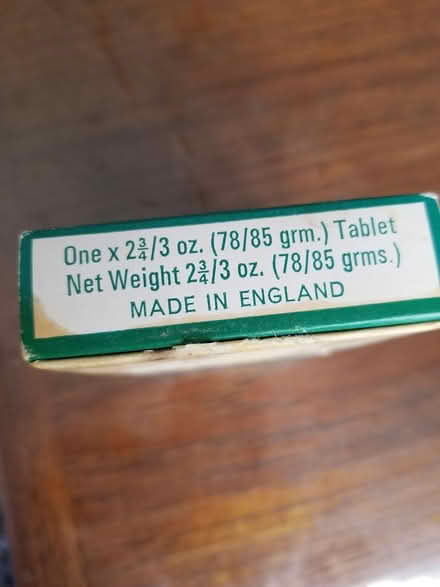 One x 2¾/3 oz. (78/85 grm.) Tablet
Net Weight 2¾/3 oz. (78/85 grms.)
MADE IN ENGLAND